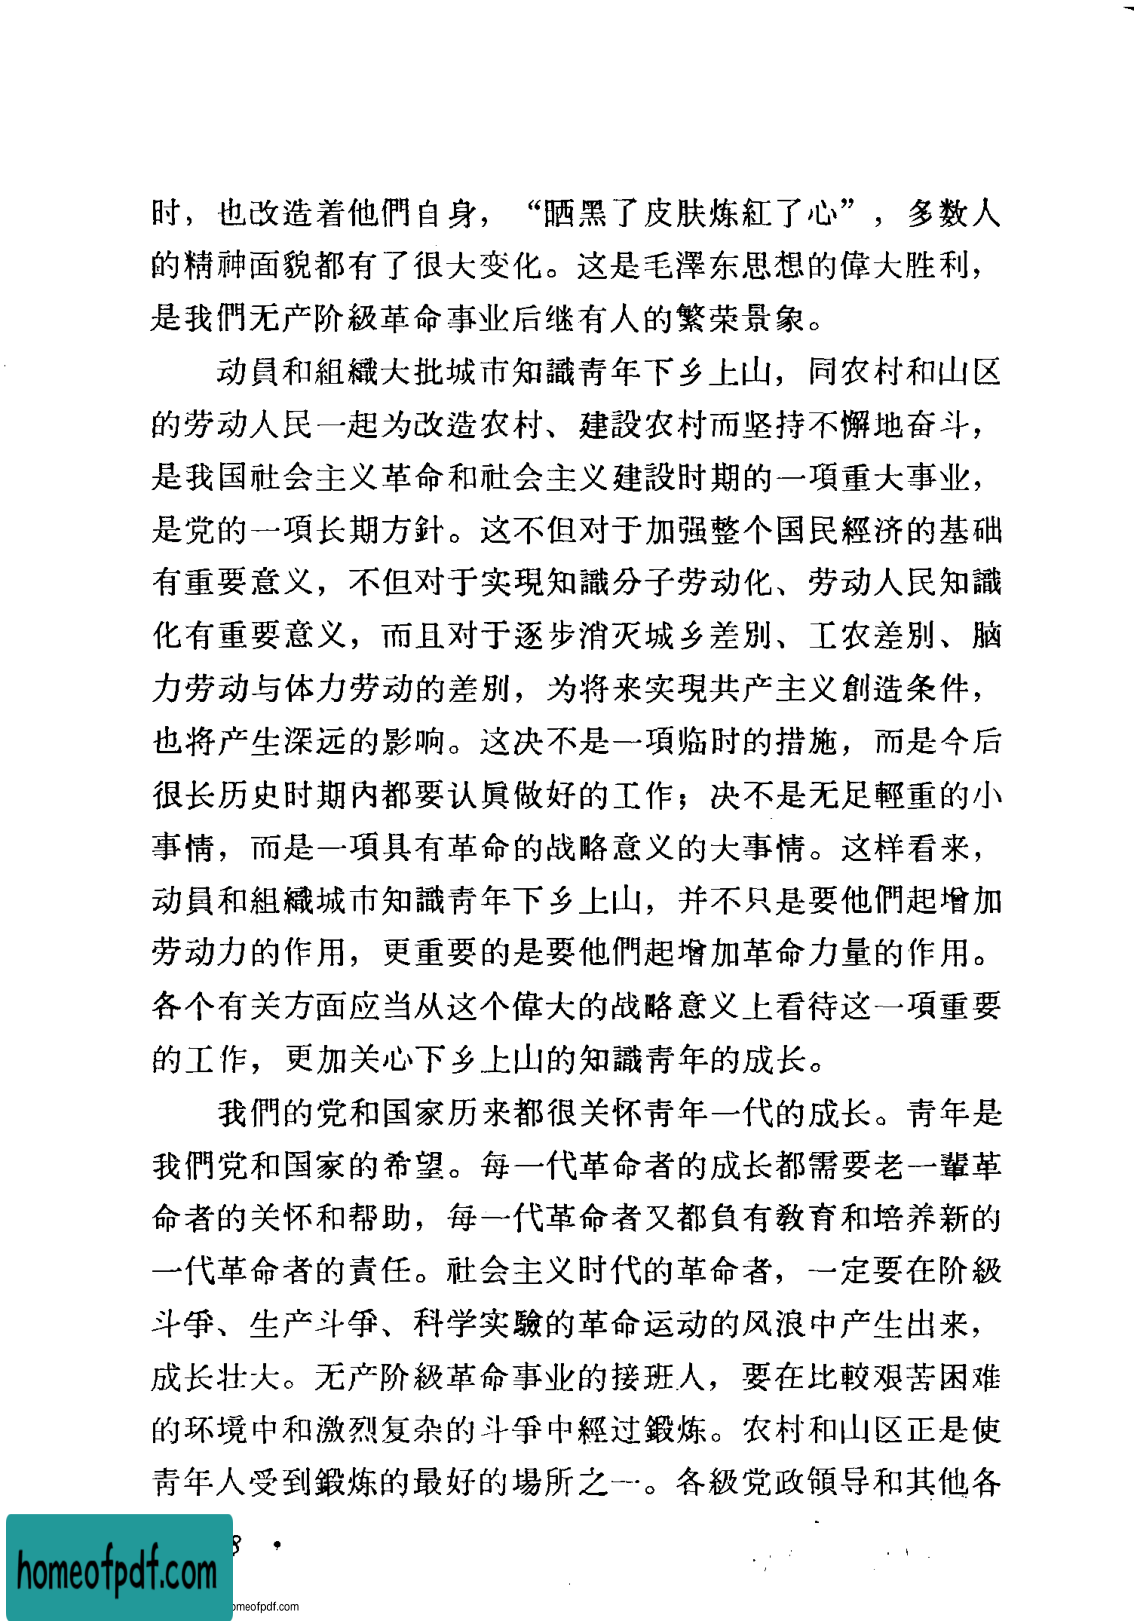 时，也改造着他們自身，“晒黑了皮肤炼紅了心”，多数人
的精神面貌都有了很大变化。这是毛澤东思想的偉大胜利，
是我們无产阶級革命事业后继有人的繁荣景象。
动員和組織大批城市知識青年下乡上山，同农村和山区
的劳动人民一起为改造农村、建設农村而坚持不懈地奋斗，
是我国社会主义革命和社会主义建設时期的一項重大事业，
是党的一項长期方針。这不但对于加强整个国民經济的基础
有重要意义，不但对于实現知識分子劳动化、劳动人民知識
化有重要意义，而且对于逐步消灭城乡差別、工农差別、脑
力劳动与体力劳动的差別，为将来实現共产主义創造条件，
也将产生深远的影响。这决不是一項临时的措施，而是今后
很长历史时期內都要认眞做好的工作；决不是无足輕重的小
事情，而是一項具有革命的战略意义的大事情。这样看来，
动員和組織城市知識青年下乡上山，并不只是要他們起增加
劳动力的作用，更重要的是要他們起增加革命力量的作用。
各个有关方面应当从这个偉大的战略意义上看待这一項重要
的工作，更加关心下乡上山的知識青年的成长。
我們的党和国家历来都很关怀青年一代的成长。青年是
我們党和国家的希望。每一代革命者的成长都需要老一輩革
命者的关怀和帮助，每一代革命者又都負有教育和培养新的
一代革命者的責任。社会主义时代的革命者，一定要在阶級
斗爭、生产斗爭、科学实驗的革命运动的风浪中产生出来，
成长壮大。无产阶級革命事业的接班人，要在比較艰苦困难
的环境中和激烈复杂的斗爭中經过鍛炼。农村和山区正是使
青年人受到鍛炼的最好的場所之一。各級党政領导和其他各
8 •
homeofpdf.com
omeofpdf.com